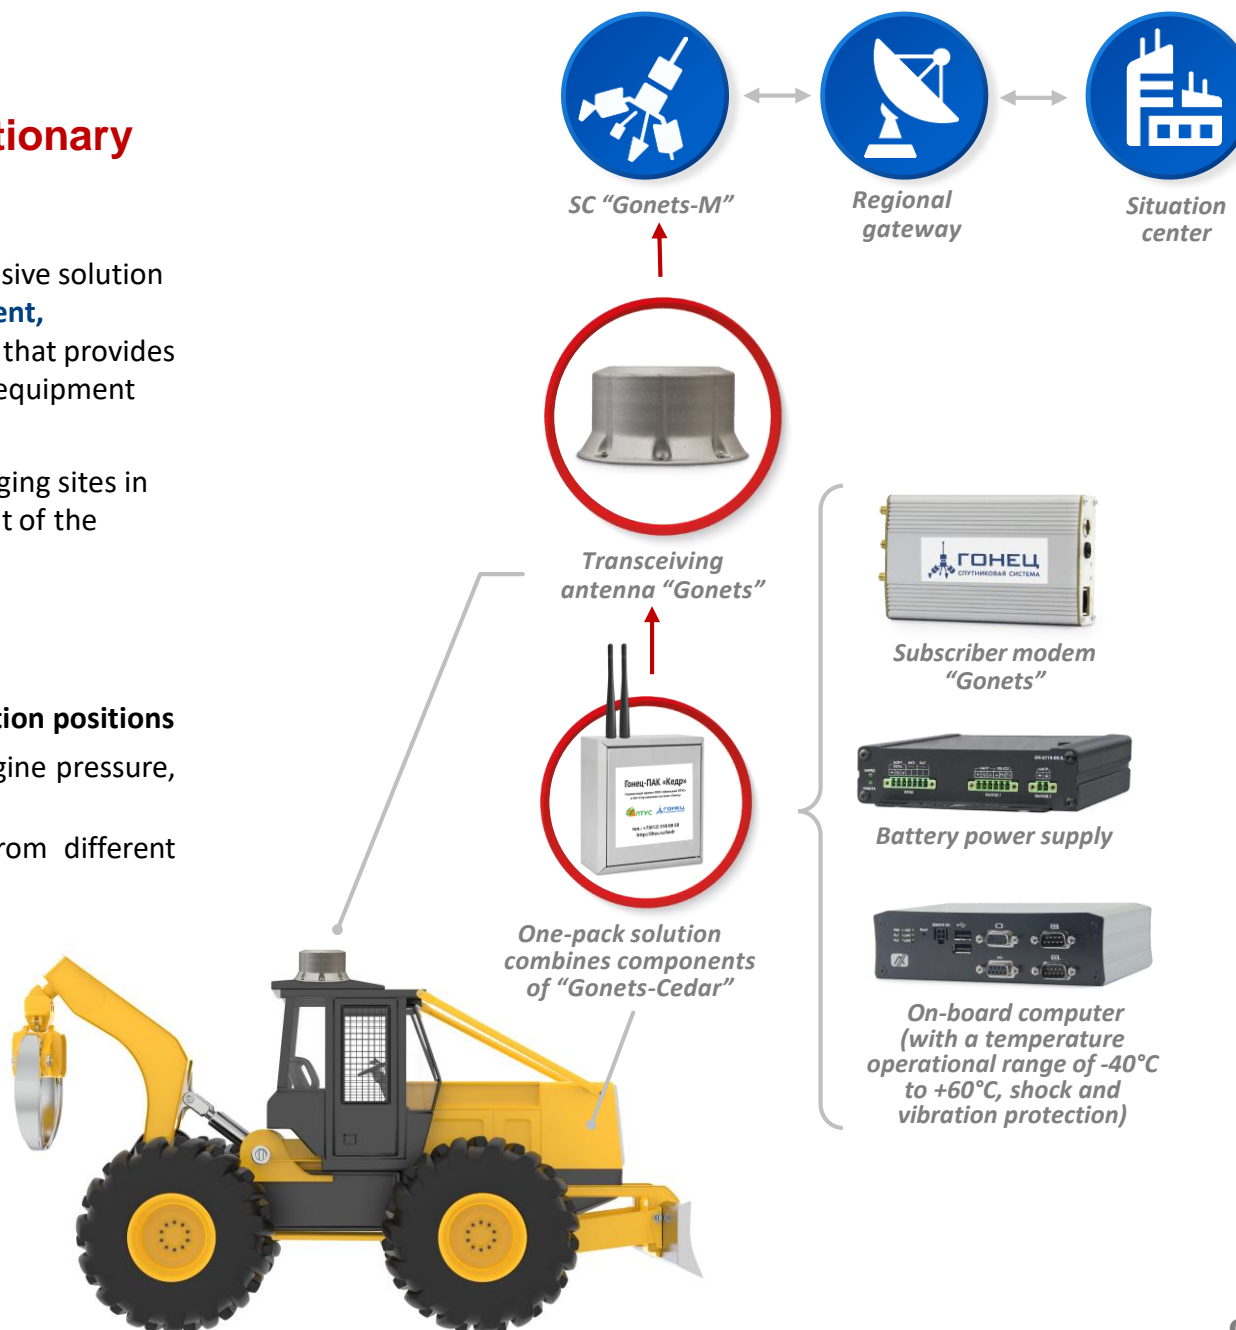 tionary
sive solution
ent,
that provides
equipment
ging sites in
t of the
tion positions
gine pressure,
rom different
SC “Gonets-M”
Regional
gateway
Situation
center
Transceiving
antenna “Gonets”
Гонец-ПАК «Кедр»
ЛТУС ГОНЕЦ
One-pack solution
combines components
of “Gonets-Cedar”
ГОНЕЦ
СПУТНИКОВАЯ СИСТЕМА
Subscriber modem
“Gonets”
Battery power supply
On-board computer
(with a temperature
operational range of -40°C
to +60°C, shock and
vibration protection)